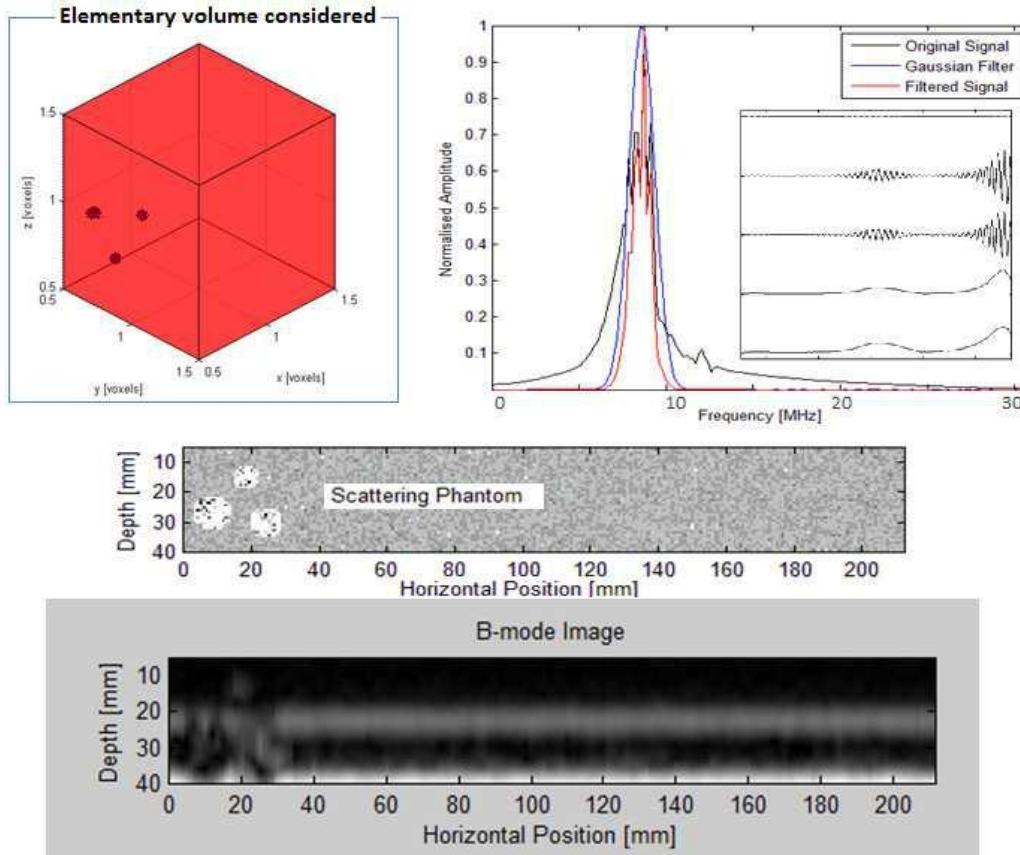 Elementary volume considered
1.5
1
0.5
0.5
1
1.5
0.5
1
1.5
z [voxels]
y [voxels]
x [voxels]
1
0.9
0.8
0.7
0.6
0.5
0.4
0.3
0.2
0.1
Normalised Amplitude
Original Signal
Gaussian Filter
Filtered Signal
0 10 20 30
Frequency [MHz]
Depth [mm]
10
20
30
40
Scattering Phantom
0 20 40 60 80 100 120 140 160 180 200
Horizontal Position [mm]
B-mode Image
Depth [mm]
10
20
30
40
0 20 40 60 80 100 120 140 160 180 200
Horizontal Position [mm]